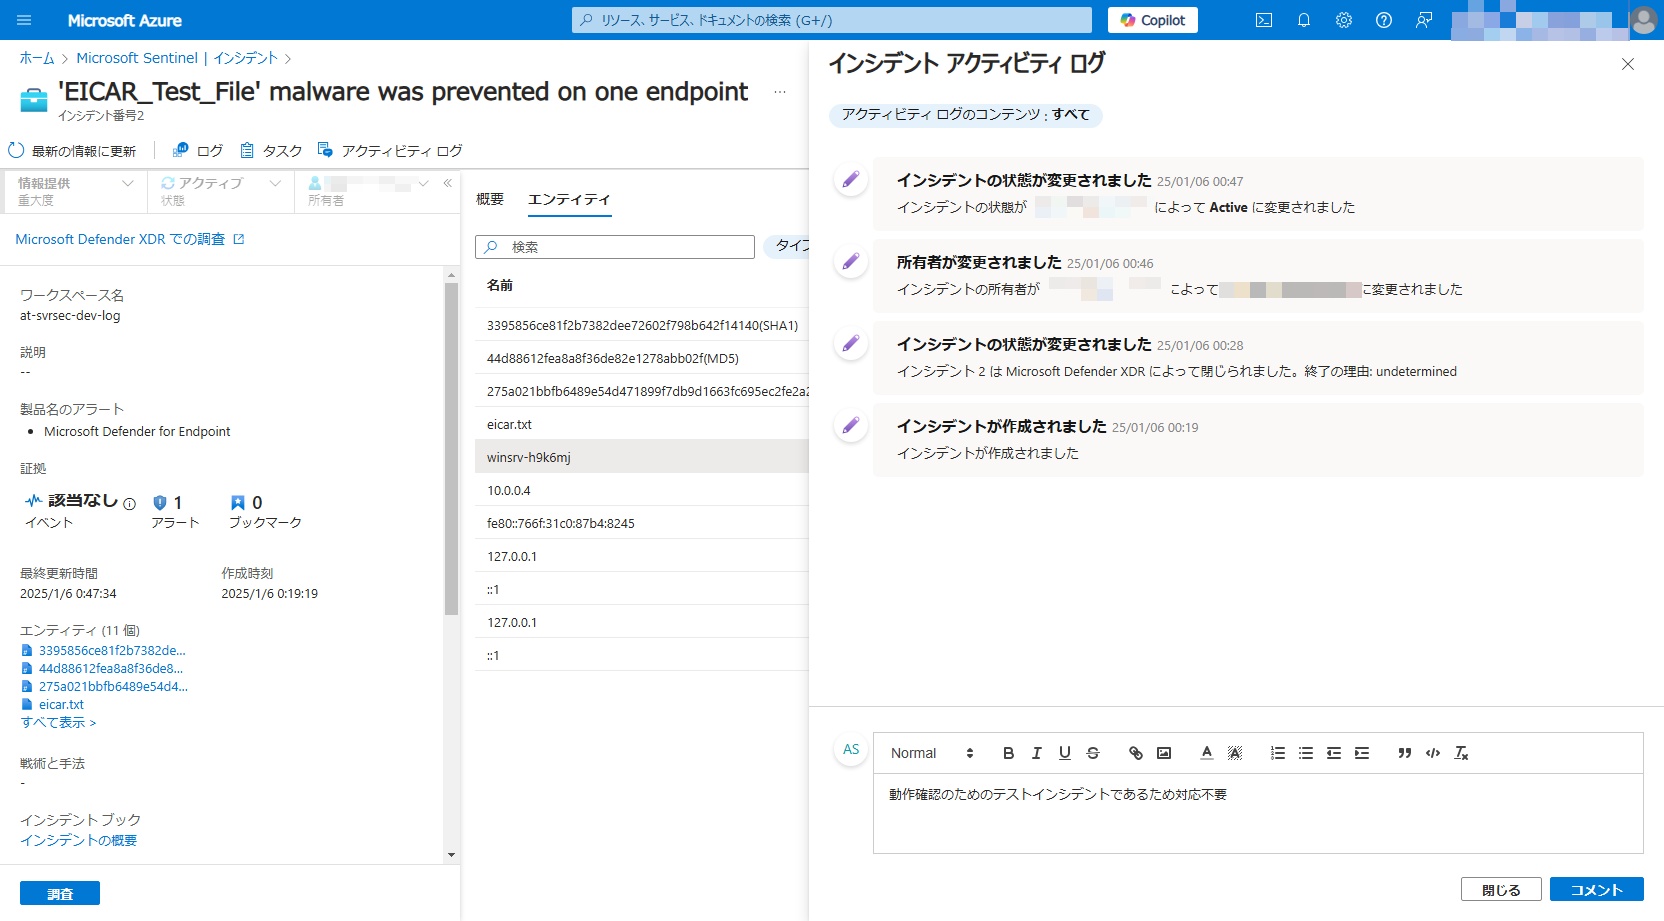 Microsoft Azure
リソース、サービス、ドキュメントの検索 (G+/)
Copilot
ホーム > Microsoft Sentinel | インシデント >
'EICAR_Test_File' malware was prevented on one endpoint ...
インシデント番号2
最新の情報に更新 ログ タスク アクティビティ ログ
情報提供
重大度
アクティブ
状態
所有者
Microsoft Defender XDR での調査
ワークスペース名
at-svrsec-dev-log
説明
--
製品名のアラート
Microsoft Defender for Endpoint
証拠
該当なし
イベント
1
アラート
0
ブックマーク
最終更新時間
2025/1/6 0:47:34
作成時刻
2025/1/6 0:19:19
エンティティ (11 個)
3395856ce81f2b7382de...
44d88612fea8a8f36de8...
275a021bbfb6489e54d4...
eicar.txt
すべて表示 >
戦術と手法
-
インシデント ブック
インシデントの概要
調査
概要 エンティティ
検索
タイプ
名前
3395856ce81f2b7382dee72602f798b642f14140(SHA1)
44d88612fea8a8f36de82e1278abb02f(MD5)
275a021bbfb6489e54d471899f7db9d1663fc695ec2fe2a2
eicar.txt
winsrv-h9k6mj
10.0.0.4
fe80::766f:31c0:87b4:8245
127.0.0.1
::1
127.0.0.1
::1
インシデント アクティビティ ログ
アクティビティ ログのコンテンツ : すべて
インシデントの状態が変更されました 25/01/06 00:47
インシデントの状態が によって Active に変更されました
所有者が変更されました 25/01/06 00:46
インシデントの所有者が によって に変更されました
インシデントの状態が変更されました 25/01/06 00:28
インシデント 2 は Microsoft Defender XDR によって閉じられました。終了の理由: undetermined
インシデントが作成されました 25/01/06 00:19
インシデントが作成されました
AS
Normal
動作確認のためのテストインシデントであるため対応不要
閉じる
コメント